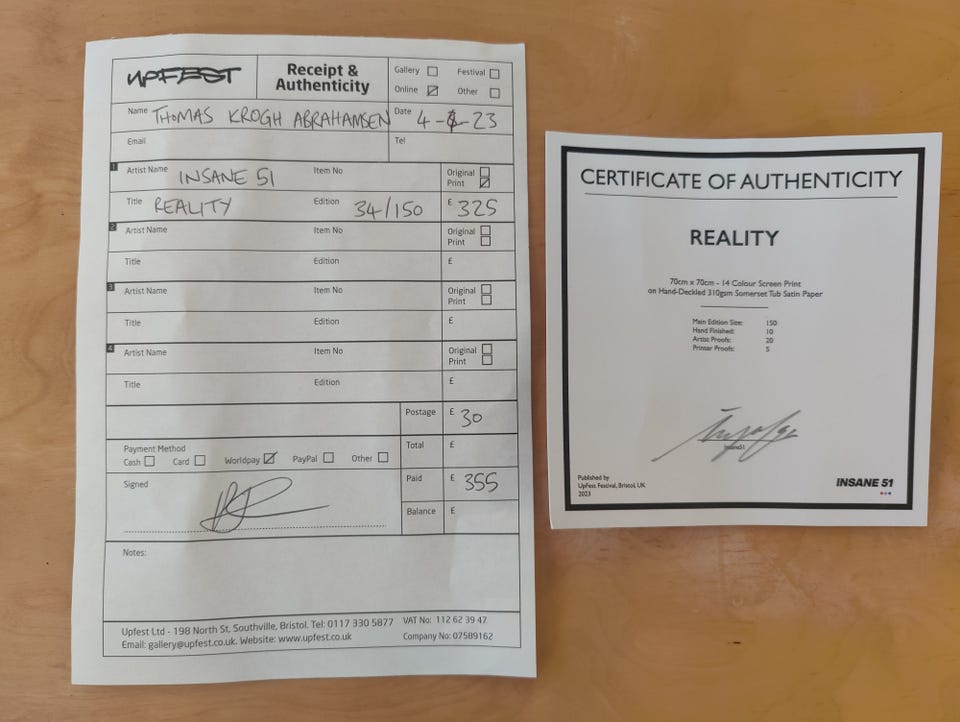 UPFEST
Receipt &
Authenticity
Gallery
Festival
Online
Other
Name THOMAS KROGH ABRAHAMSEN
Date 4 - - 23
Email
Tel
1 Artist Name INSANE 51 Item No
Original
Print
Title REALITY Edition 34/150 £ 325
2 Artist Name Item No
Original
Print
Title Edition £
3 Artist Name Item No
Original
Print
Title Edition £
4 Artist Name Item No
Original
Print
Title Edition £
Postage £ 30
Payment Method
Cash Card Worldpay PayPal Other
Total £
Signed
Paid £ 355
Balance £
Notes:
Upfest Ltd - 198 North St, Southville, Bristol. Tel: 0117 330 5877 VAT No: 112 62 39 47
Email: gallery@upfest.co.uk. Website: www.upfest.co.uk Company No: 07589162
CERTIFICATE OF AUTHENTICITY
REALITY
70cm x 70cm - 14 Colour Screen Print
on Hand-Deckled 310gsm Somerset Tub Satin Paper
Main Edition Size: 150
Hand Finished: 10
Artist Proofs: 20
Printer Proofs: 5
Insane51
Published by
UpFest Festival, Bristol, UK
2023
INSANE 51